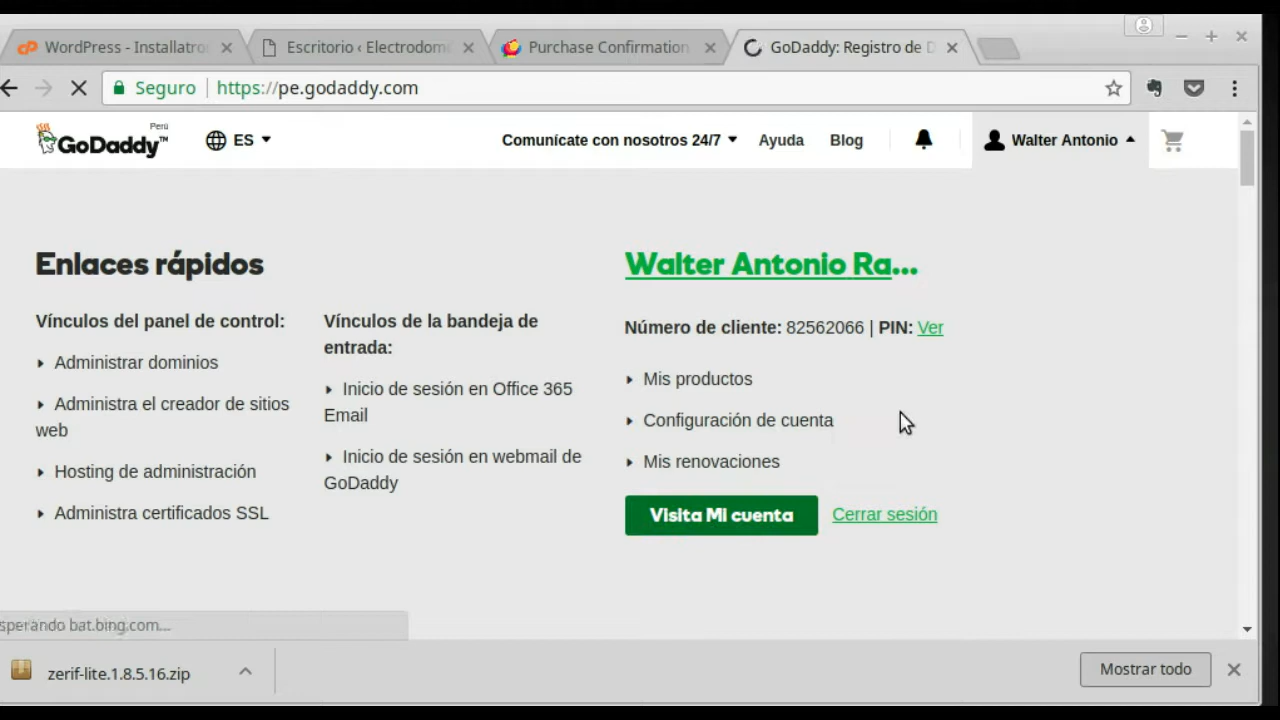 WordPress - Installatro
Escritorio ‹ Electrodomé
Purchase Confirmation
GoDaddy: Registro de D
Seguro
https://pe.godaddy.com
Perú
GoDaddy™
ES
Comunícate con nosotros 24/7
Ayuda
Blog
Walter Antonio
Enlaces rápidos
Vínculos del panel de control:
Administrar dominios
Administra el creador de sitios
web
Hosting de administración
Administra certificados SSL
Vínculos de la bandeja de
entrada:
Inicio de sesión en Office 365
Email
Inicio de sesión en webmail de
GoDaddy
Walter Antonio Ra...
Número de cliente: 82562066 | PIN: Ver
Mis productos
Configuración de cuenta
Mis renovaciones
Visita Mi cuenta
Cerrar sesión
sperando bat.bing.com...
zerif-lite.1.8.5.16.zip
Mostrar todo